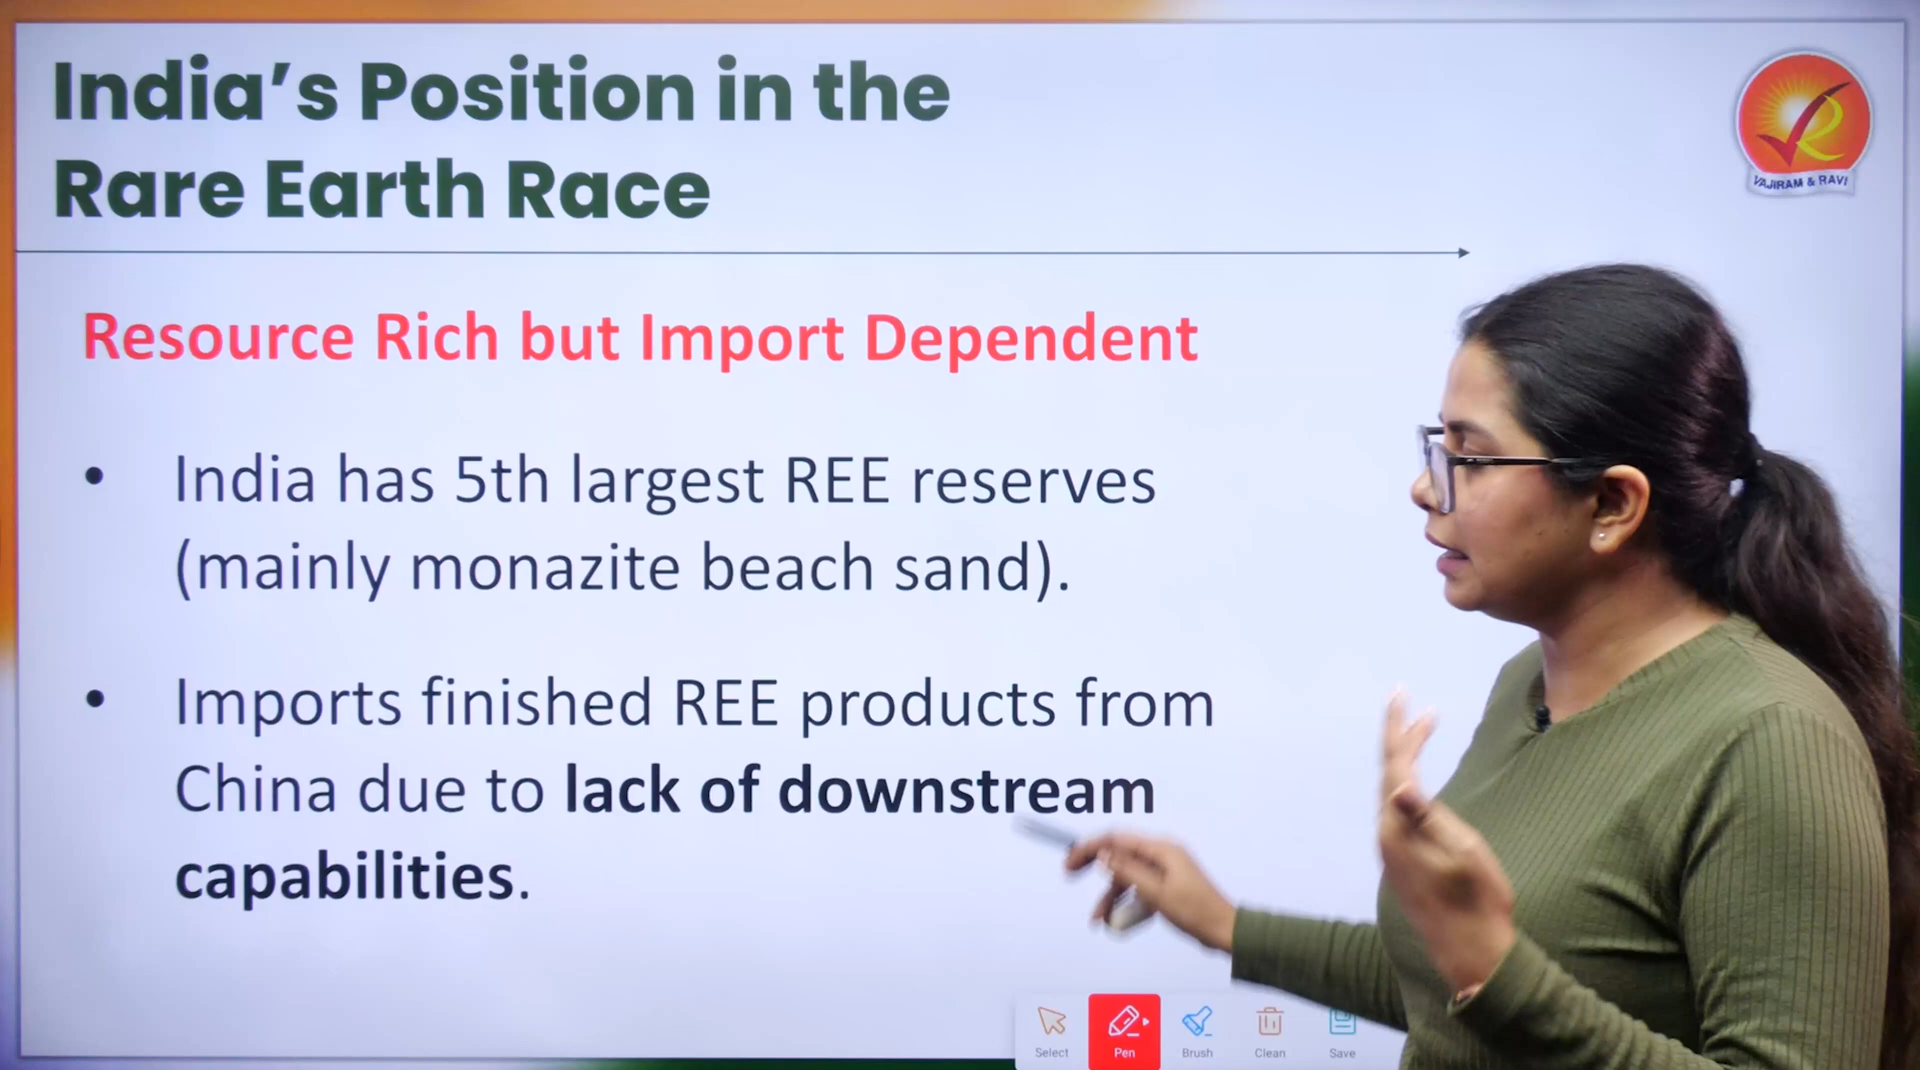 India’s Position in the
Rare Earth Race
VAJIRAM & RAVI
Resource Rich but Import Dependent
• India has 5th largest REE reserves
(mainly monazite beach sand).
• Imports finished REE products from
China due to lack of downstream
capabilities.
Select Pen Brush Clean Save